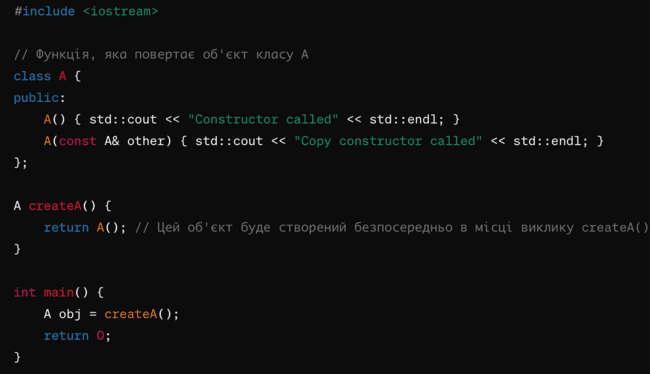 #include <iostream>
// Функція, яка повертає об'єкт класу A
class A {
public:
A() { std::cout << "Constructor called" << std::endl; }
A(const A& other) { std::cout << "Copy constructor called" << std::endl; }
};
A createA() {
return A(); // Цей об'єкт буде створений безпосередньо в місці виклику createA()
}
int main() {
A obj = createA();
return 0;
}